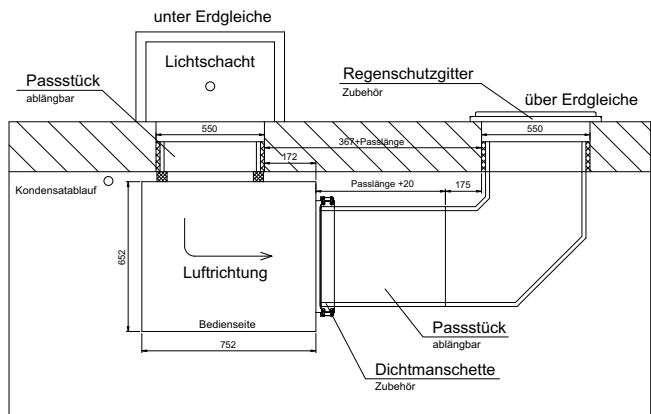 unter Erdgleiche
Lichtschacht
Passstück
ablängbar
Regenschutzgitter
Zubehör
über Erdgleiche
550
550
367+Passlänge
172
Kondensatablauf
Passlänge +20
175
652
Luftrichtung
Bedienseite
752
Passstück
ablängbar
Dichtmanschette
Zubehör